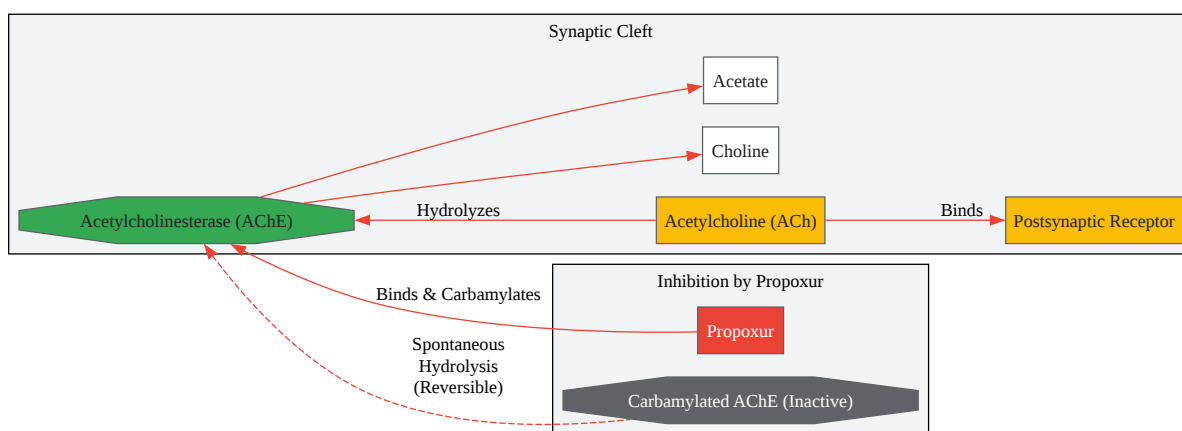 Synaptic Cleft
Acetate
Choline
Acetylcholinesterase (AChE)
Hydrolyzes
Acetylcholine (ACh)
Binds
Postsynaptic Receptor
Inhibition by Propoxur
Binds & Carbamylates
Propoxur
Spontaneous
Hydrolysis
(Reversible)
Carbamylated AChE (Inactive)